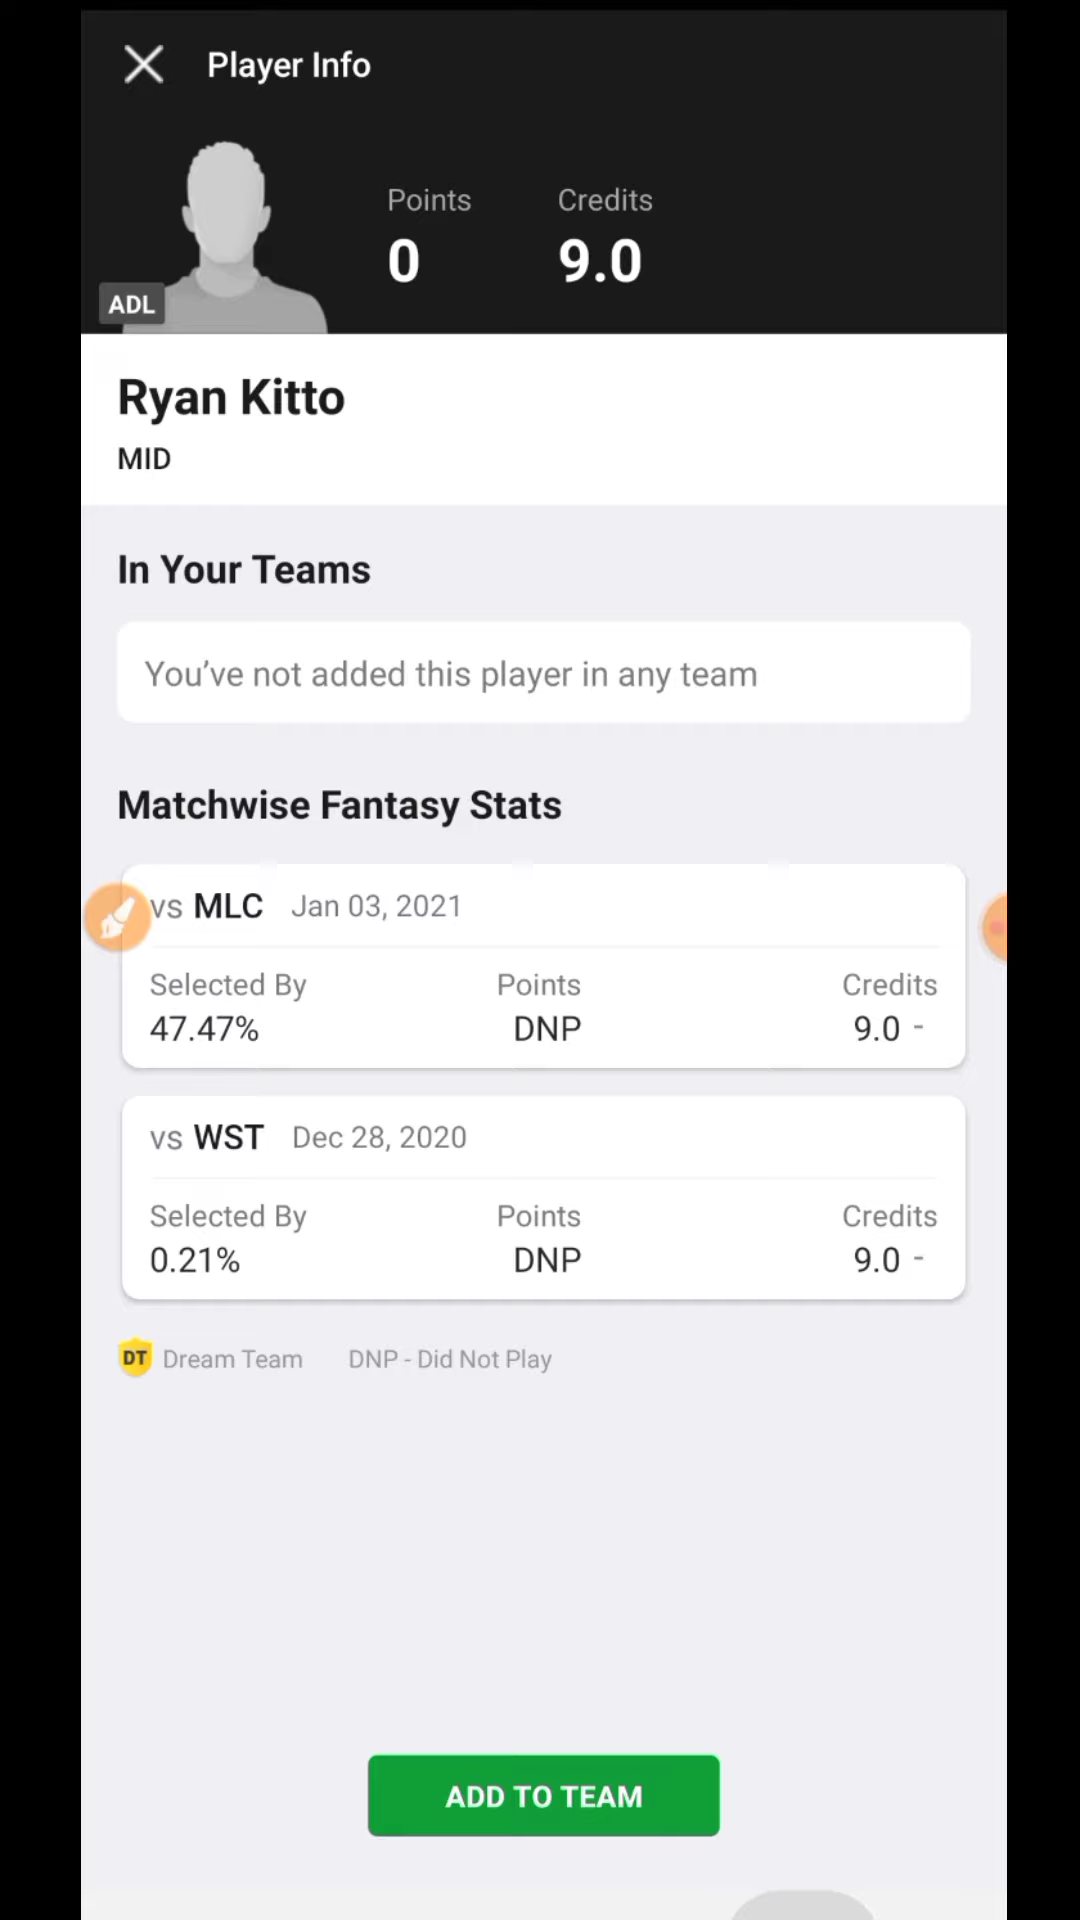 Player Info
Points Credits
0 9.0
ADL
Ryan Kitto
MID
In Your Teams
You’ve not added this player in any team
Matchwise Fantasy Stats
vs MLC Jan 03, 2021
Selected By Points Credits
47.47% DNP 9.0 -
vs WST Dec 28, 2020
Selected By Points Credits
0.21% DNP 9.0 -
DT Dream Team DNP - Did Not Play
ADD TO TEAM